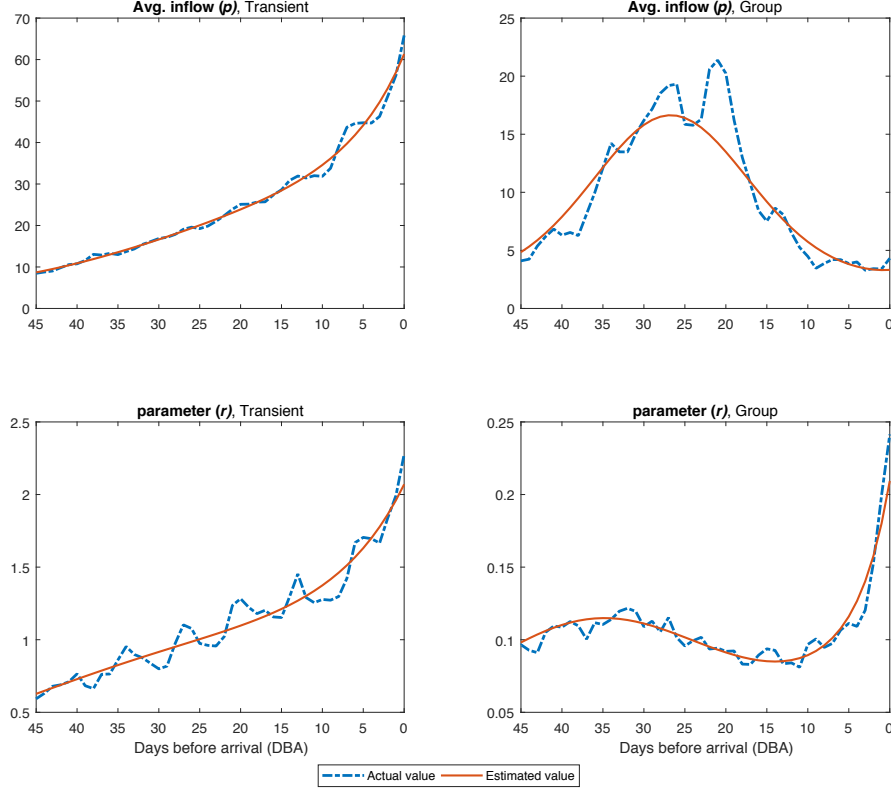 Avg. inflow (p), Transient
70
60
50
40
30
20
10
0
45 40 35 30 25 20 15 10 5 0
Avg. inflow (p), Group
25
20
15
10
5
0
45 40 35 30 25 20 15 10 5 0
parameter (r), Transient
2.5
2
1.5
1
0.5
45 40 35 30 25 20 15 10 5 0
Days before arrival (DBA)
parameter (r), Group
0.25
0.2
0.15
0.1
0.05
45 40 35 30 25 20 15 10 5 0
Days before arrival (DBA)
Actual value Estimated value